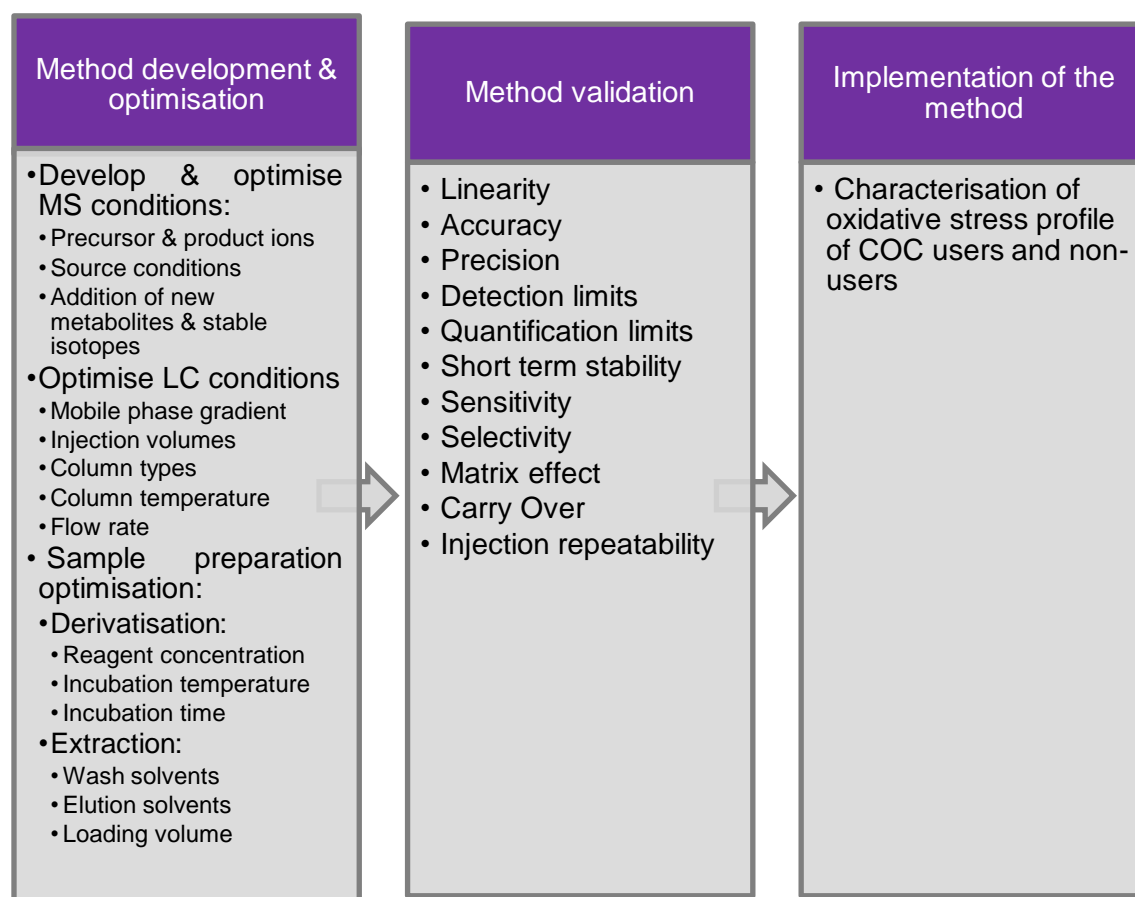 Method development &
optimisation
•Develop & optimise
MS conditions:
•Precursor & product ions
•Source conditions
•Addition of new
metabolites & stable
isotopes
•Optimise LC conditions
•Mobile phase gradient
•Injection volumes
•Column types
•Column temperature
•Flow rate
• Sample preparation
optimisation:
•Derivatisation:
•Reagent concentration
•Incubation temperature
•Incubation time
•Extraction:
•Wash solvents
•Elution solvents
•Loading volume
Method validation
• Linearity
• Accuracy
• Precision
• Detection limits
• Quantification limits
• Short term stability
• Sensitivity
• Selectivity
• Matrix effect
• Carry Over
• Injection repeatability
Implementation of the
method
• Characterisation of
oxidative stress profile
of COC users and non-
users